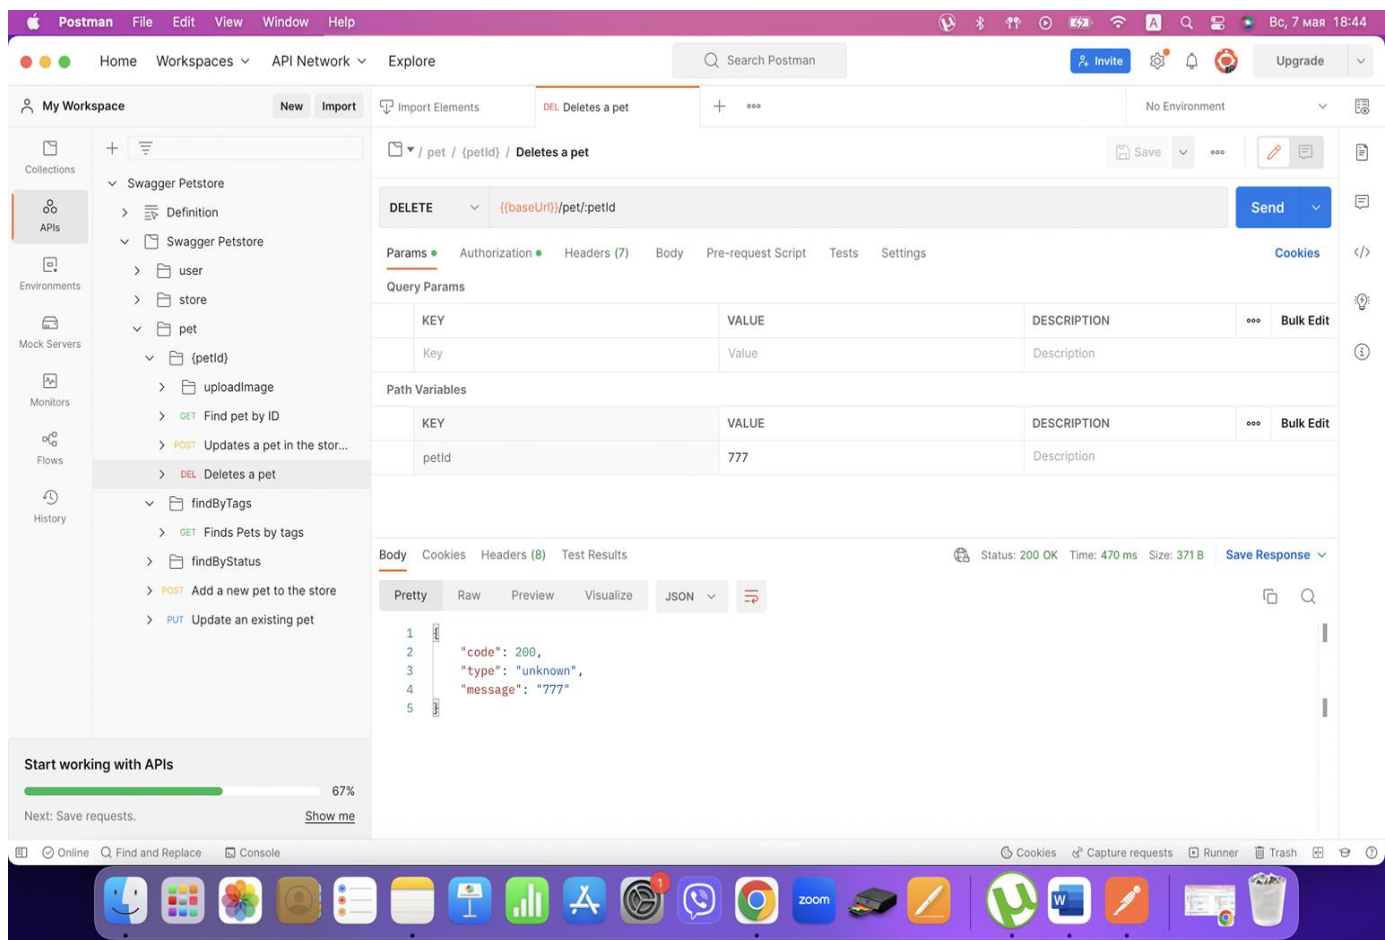 Postman File Edit View Window Help A Вс, 7 мая 18:44
Home Workspaces API Network Explore Search Postman Invite Upgrade
My Workspace New Import Import Elements DEL Deletes a pet No Environment
Collections
APIs
Environments
Mock Servers
Monitors
Flows
History
Swagger Petstore
Definition
Swagger Petstore
user
store
pet
{petId}
uploadImage
GET Find pet by ID
POST Updates a pet in the stor...
DEL Deletes a pet
findByTags
GET Finds Pets by tags
findByStatus
POST Add a new pet to the store
PUT Update an existing pet
Start working with APIs
67%
Next: Save requests. Show me
/ pet / {petId} / Deletes a pet Save
DELETE {{baseUrl}}/pet/:petId Send
Params Authorization Headers (7) Body Pre-request Script Tests Settings Cookies
Query Params
KEY VALUE DESCRIPTION Bulk Edit
Key Value Description
Path Variables
KEY VALUE DESCRIPTION Bulk Edit
petId 777 Description
Body Cookies Headers (8) Test Results Status: 200 OK Time: 470 ms Size: 371 B Save Response
Pretty Raw Preview Visualize JSON
1 {
2 "code": 200,
3 "type": "unknown",
4 "message": "777"
5 }
Online Find and Replace Console Cookies Capture requests Runner Trash
1
zoom
W